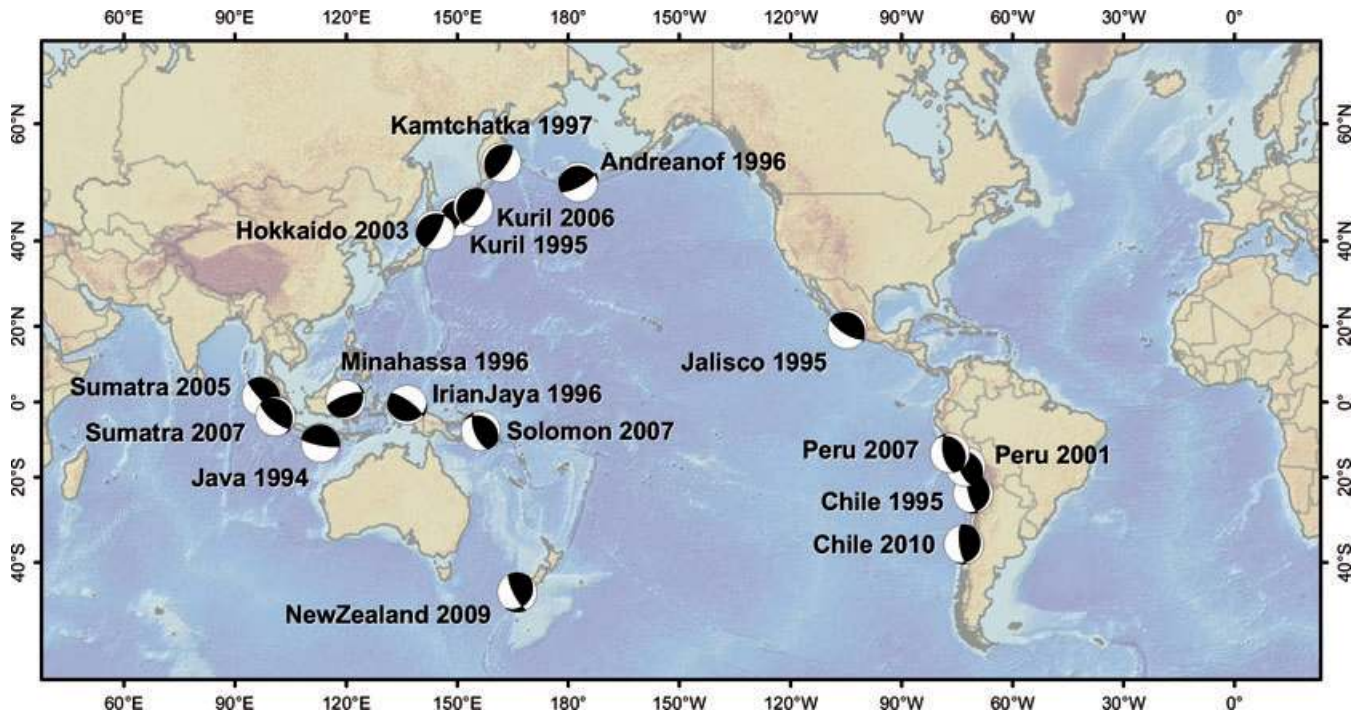 60°E 90°E 120°E 150°E 180° 150°W 120°W 90°W 60°W 30°W 0°
60°N 60°N
Kamtchatka 1997
Andreanof 1996
Kuril 2006
Hokkaido 2003
40°N 40°N
Kuril 1995
20°N 20°N
Minahassa 1996
Jalisco 1995
Sumatra 2005
IrianJaya 1996
0° 0°
Sumatra 2007
Solomon 2007
Peru 2007
Peru 2001
Java 1994
20°S 20°S
Chile 1995
Chile 2010
40°S 40°S
NewZealand 2009
60°E 90°E 120°E 150°E 180° 150°W 120°W 90°W 60°W 30°W 0°